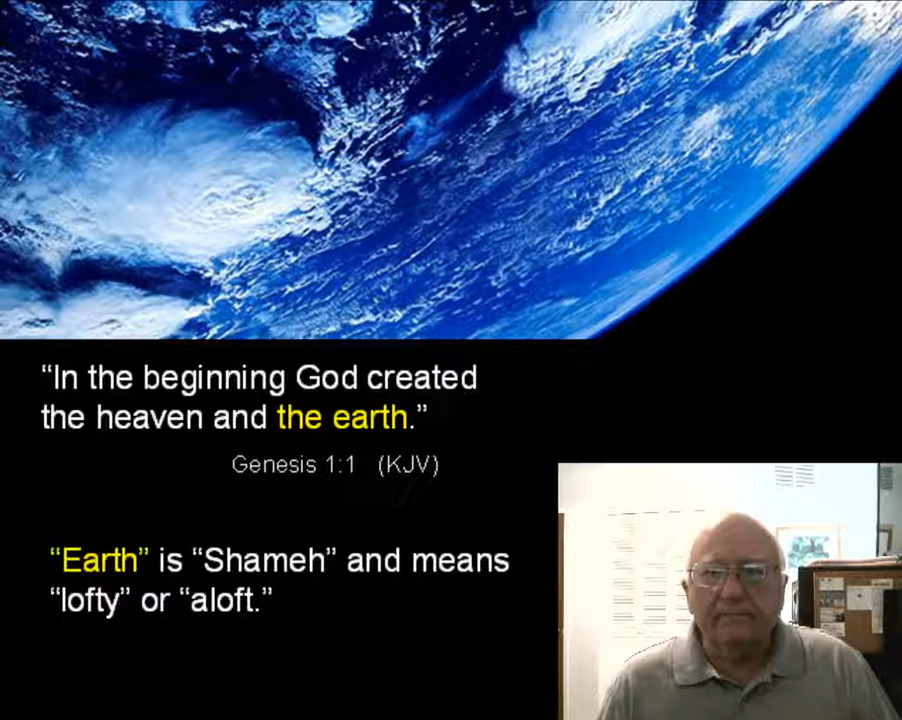 “In the beginning God created
the heaven and the earth.”
Genesis 1:1 (KJV)
“Earth” is “Shameh” and means
“lofty” or “aloft.”